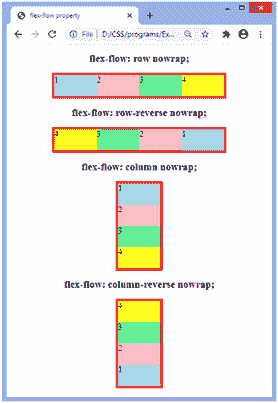 flex-flow property
File | D:/CSS/programs/Ex...
flex-flow: row nowrap;
1 2 3 4
flex-flow: row-reverse nowrap;
4 3 2 1
flex-flow: column nowrap;
1
2
3
4
flex-flow: column-reverse nowrap;
4
3
2
1